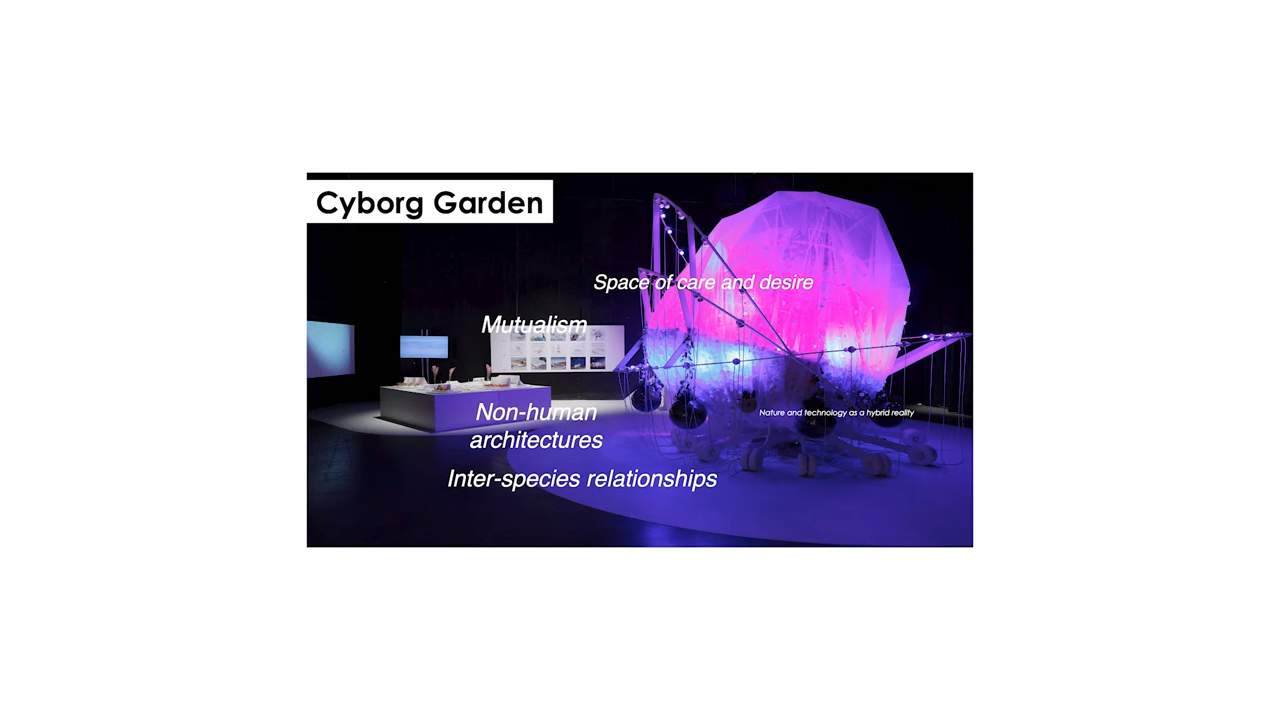 Cyborg Garden
Space of care and desire
Mutualism
Non-human
architectures
Nature and technology as a hybrid reality
Inter-species relationships